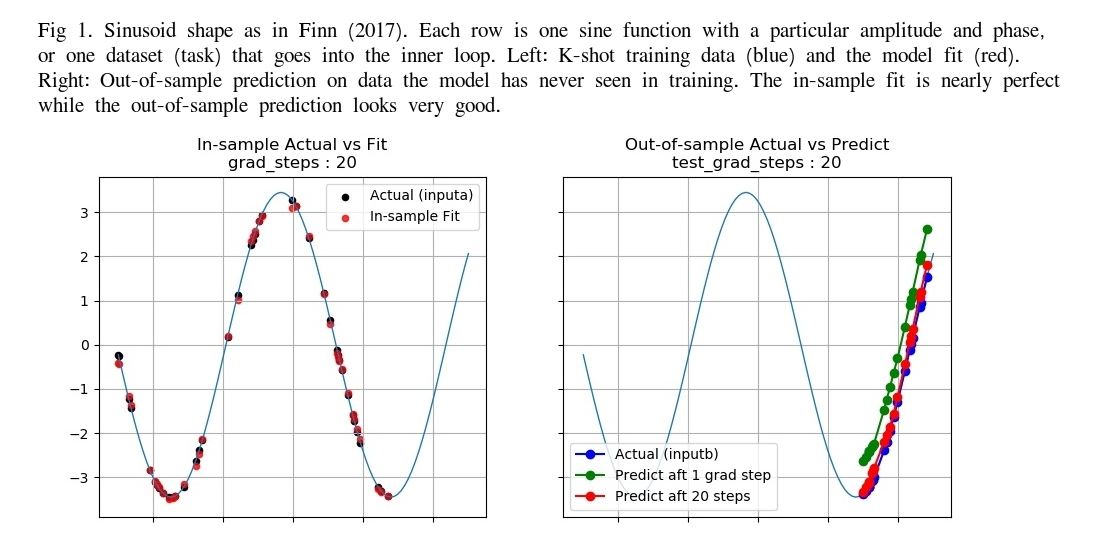 Fig 1. Sinusoid shape as in Finn (2017). Each row is one sine function with a particular amplitude and phase,
or one dataset (task) that goes into the inner loop. Left: K-shot training data (blue) and the model fit (red).
Right: Out-of-sample prediction on data the model has never seen in training. The in-sample fit is nearly perfect
while the out-of-sample prediction looks very good.
In-sample Actual vs Fit
grad_steps : 20
Actual (inputa)
In-sample Fit
3
2
1
0
−1
−2
−3
Out-of-sample Actual vs Predict
test_grad_steps : 20
Actual (inputb)
Predict aft 1 grad step
Predict aft 20 steps